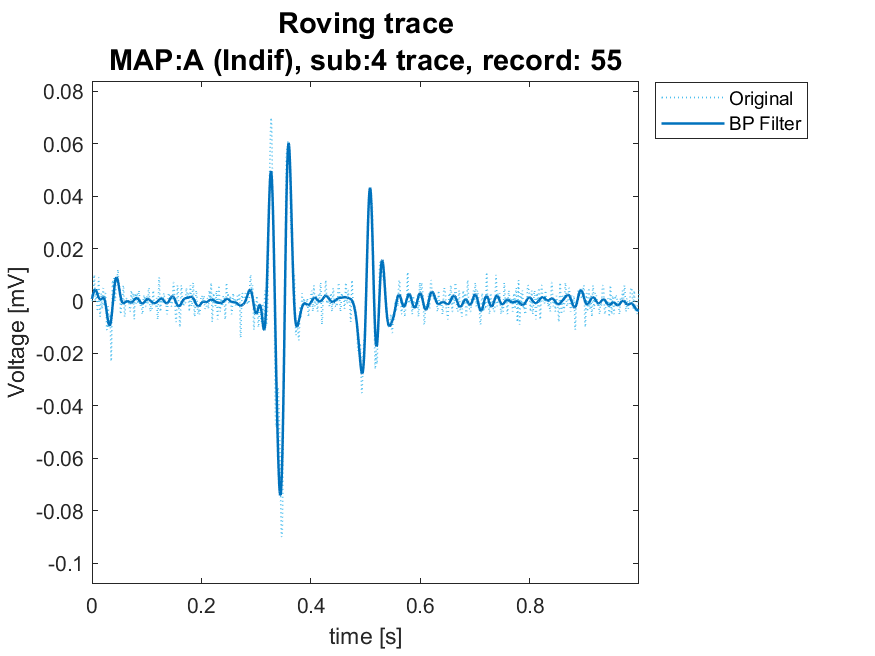 Roving trace
MAP:A (Indif), sub:4 trace, record: 55
Original
BP Filter
0.08
0.06
0.04
0.02
0
-0.02
-0.04
-0.06
-0.08
-0.1
Voltage [mV]
0 0.2 0.4 0.6 0.8
time [s]